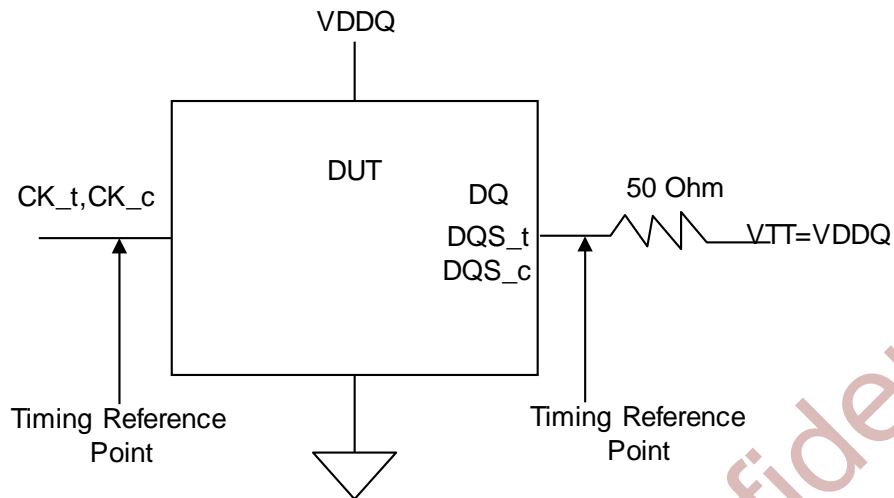 VDDQ
DUT
CK_t,CK_c
DQ
DQS_t
DQS_c
50 Ohm
VTT=VDDQ
Timing Reference
Point
Timing Reference
Point